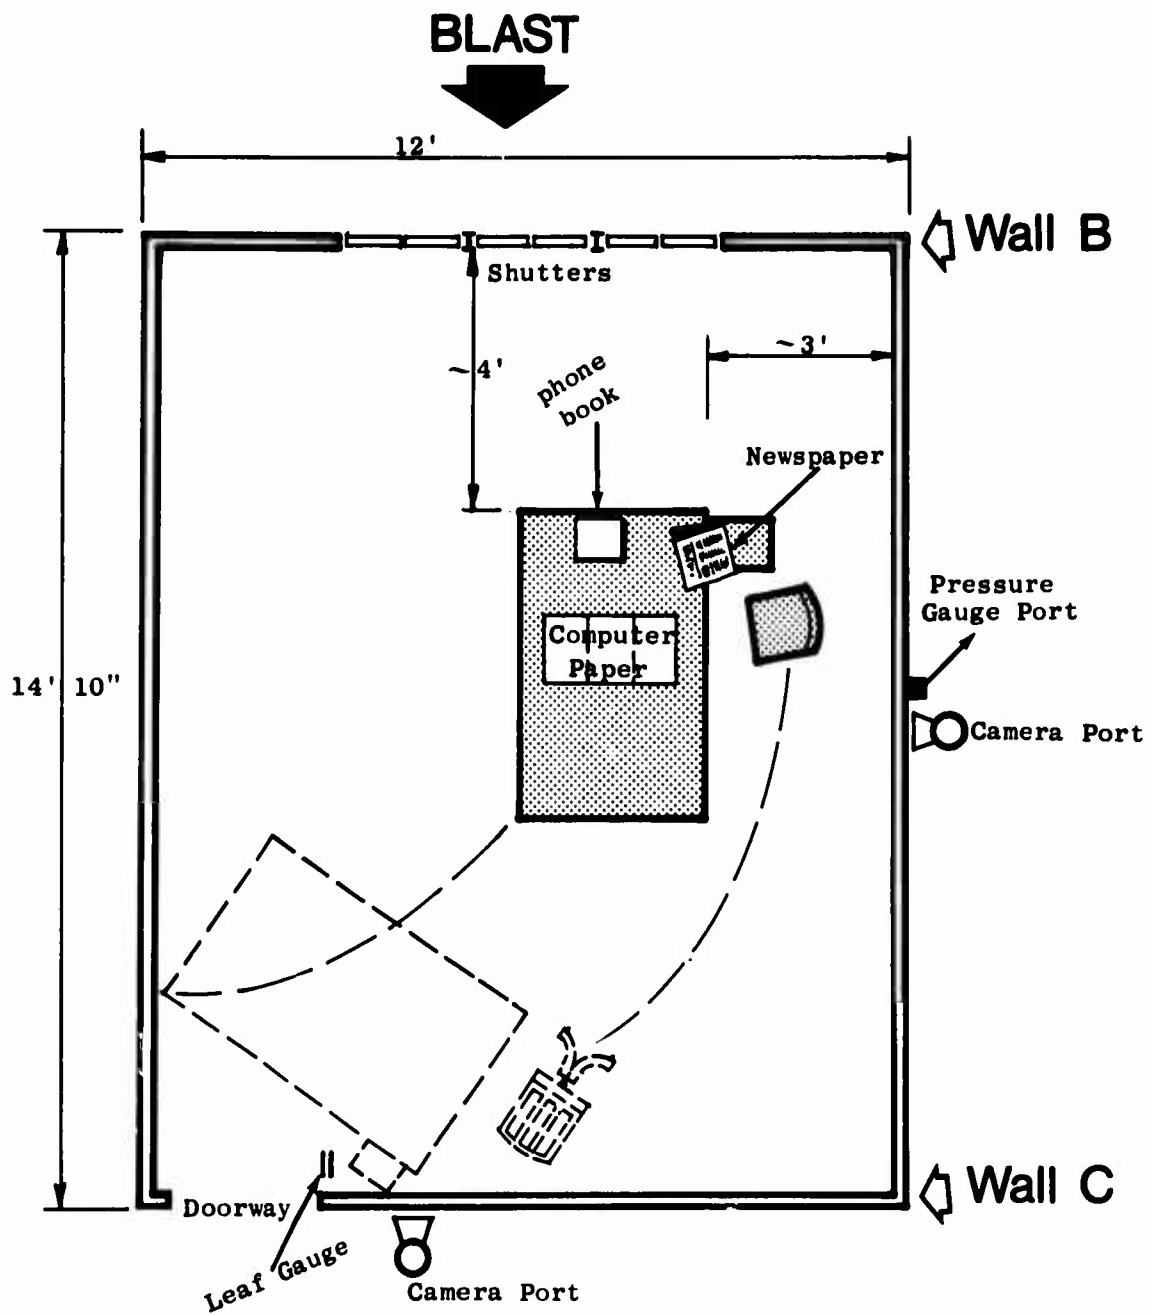 BLAST
12'
Wall B
Shutters
~3'
~4'
phone
book
Newspaper
Pressure
Gauge Port
Computer
Paper
14' 10"
Camera Port
Wall C
Doorway
Leaf Gauge
Camera Port